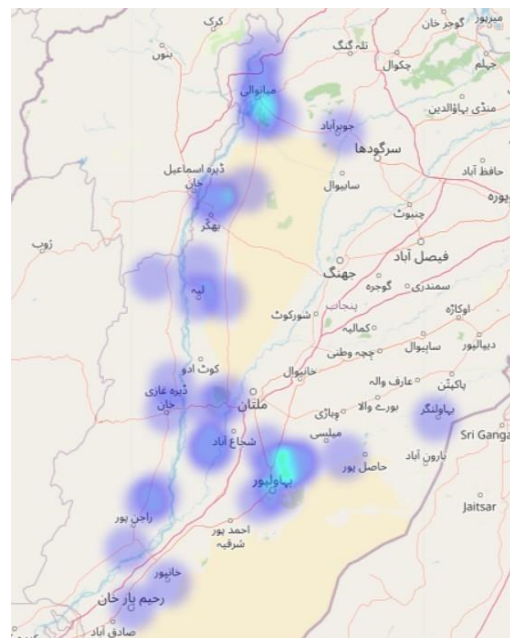 کرک
میرپور
گوجر خان
بنوں
تلہ گنگ
چکوال
جہلم
میانوالی
منڈی بہاؤالدین
جوہرآباد
سرگودھا
حافظ آباد
ڈیرہ اسماعیل
خان
ساہیوال
چنیوٹ
بھکر
ژوب
فیصل آباد
جھنگ
لیہ
گوجرہ
سمندری
پنجاب
شورکوٹ
اوکاڑہ
کمالیہ
ساہیوال
دیپالپور
چیچہ وطنی
کوٹ ادو
خانیوال
عارف والہ
پاکپتن
ڈیرہ غازی
خان
ملتان
وہاڑی
بورے والا
بہاولنگر
شجاع آباد
میلسی
Sri Ganga
حاصل پور
ہارون آباد
بہاولپور
Jaitsar
راجن پور
احمد پور
شرقیہ
خانپور
رحیم یار خان
صادق آباد